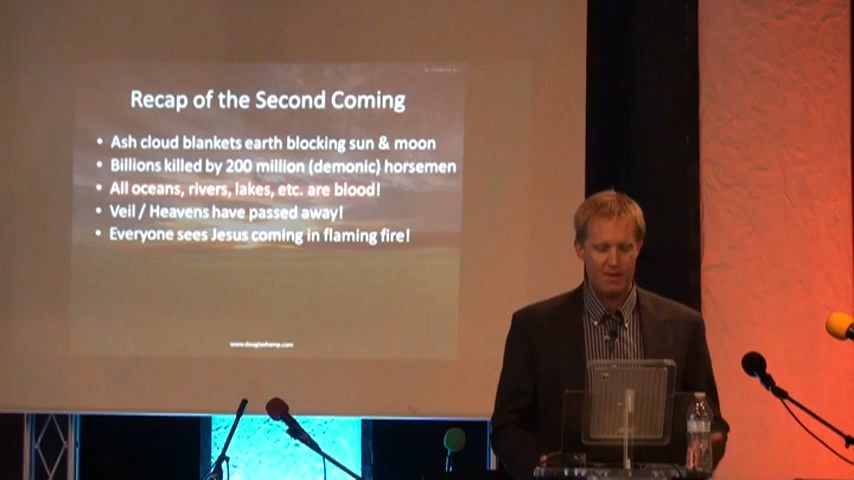 Recap of the Second Coming
• Ash cloud blankets earth blocking sun & moon
• Billions killed by 200 million (demonic) horsemen
• All oceans, rivers, lakes, etc. are blood!
• Veil / Heavens have passed away!
• Everyone sees Jesus coming in flaming fire!
www.douglashamp.com